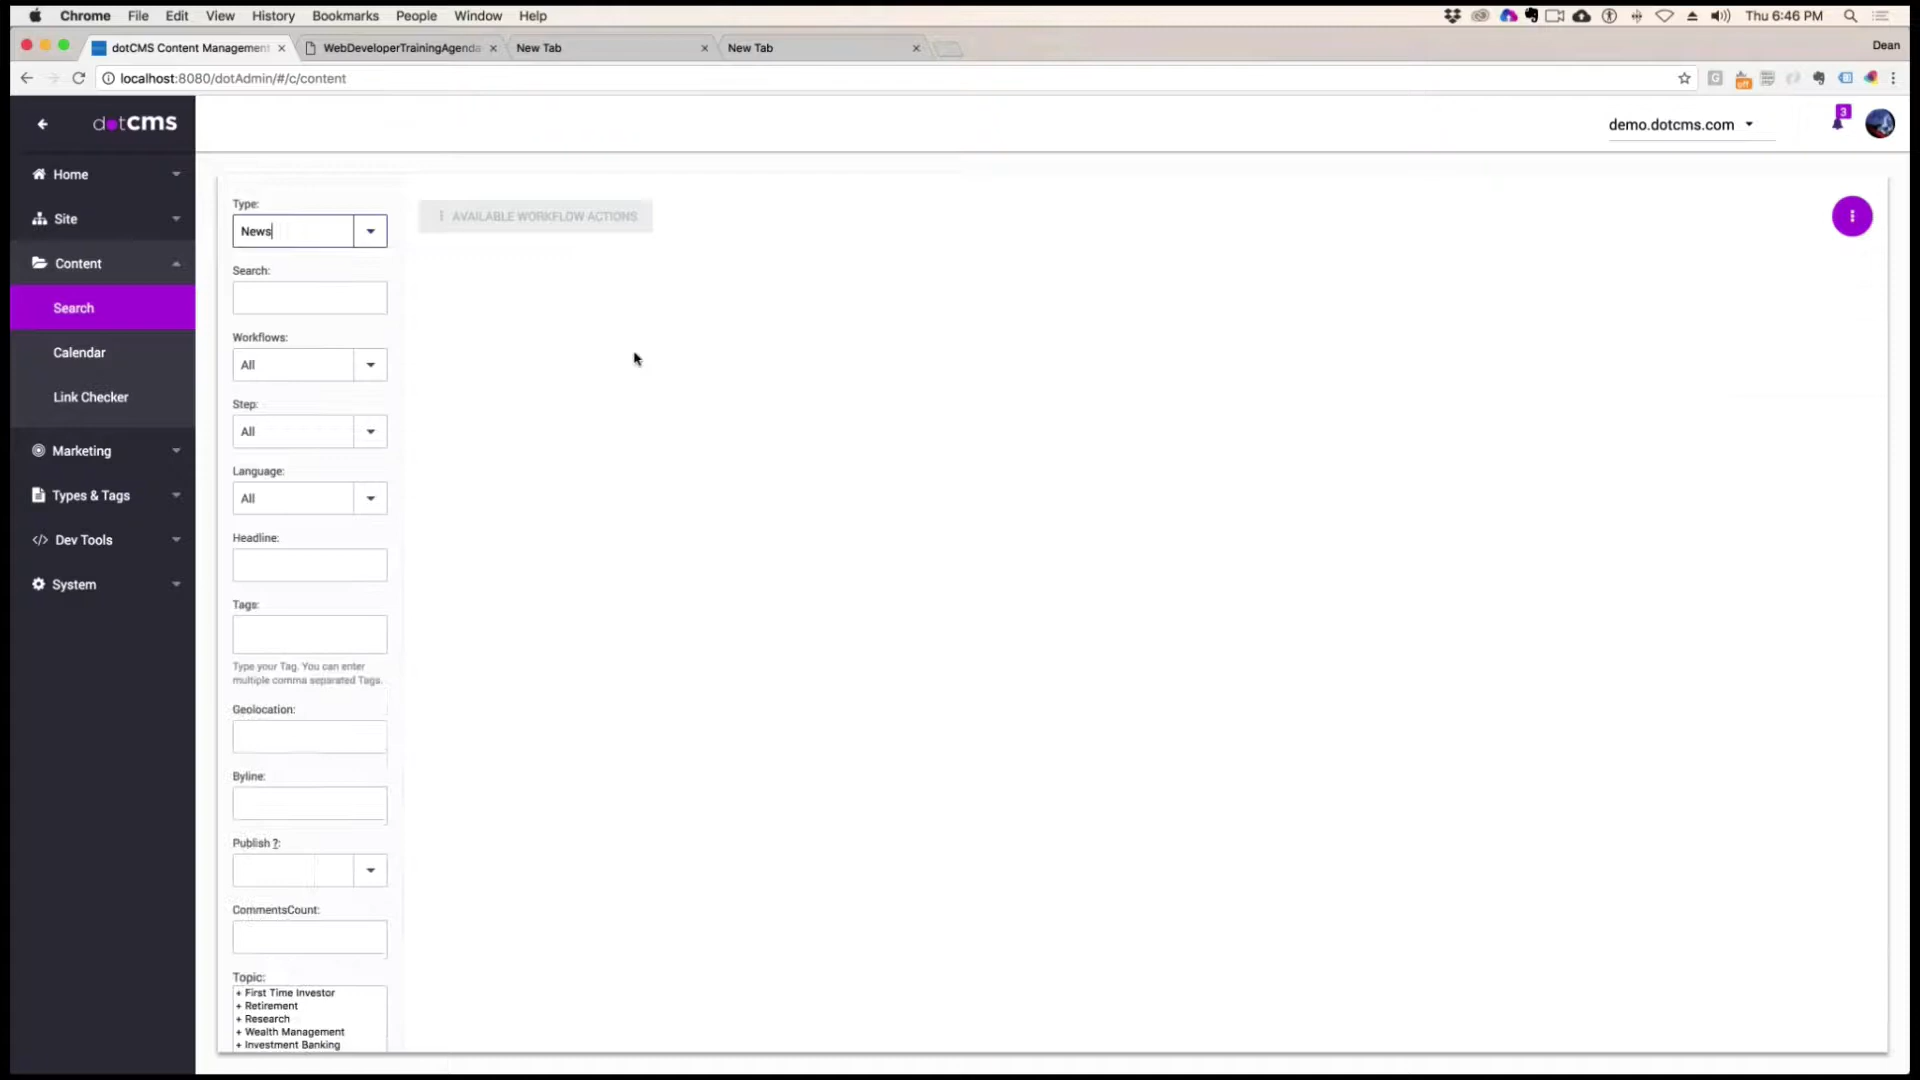 Chrome File Edit View History Bookmarks People Window Help Thu 6:46 PM
dotCMS Content Management WebDeveloperTrainingAgenda New Tab New Tab Dean
localhost:8080/dotAdmin/#/c/content
off
dotCMS demo.dotcms.com 3
Home
Site
Content
Search
Calendar
Link Checker
Marketing
Types & Tags
Dev Tools
System
Type:
News
AVAILABLE WORKFLOW ACTIONS
Search:
Workflows:
All
Step:
All
Language:
All
Headline:
Tags:
Type your Tag. You can enter
multiple comma separated Tags.
Geolocation:
Byline:
Publish ?:
CommentsCount:
Topic:
+ First Time Investor
+ Retirement
+ Research
+ Wealth Management
+ Investment Banking